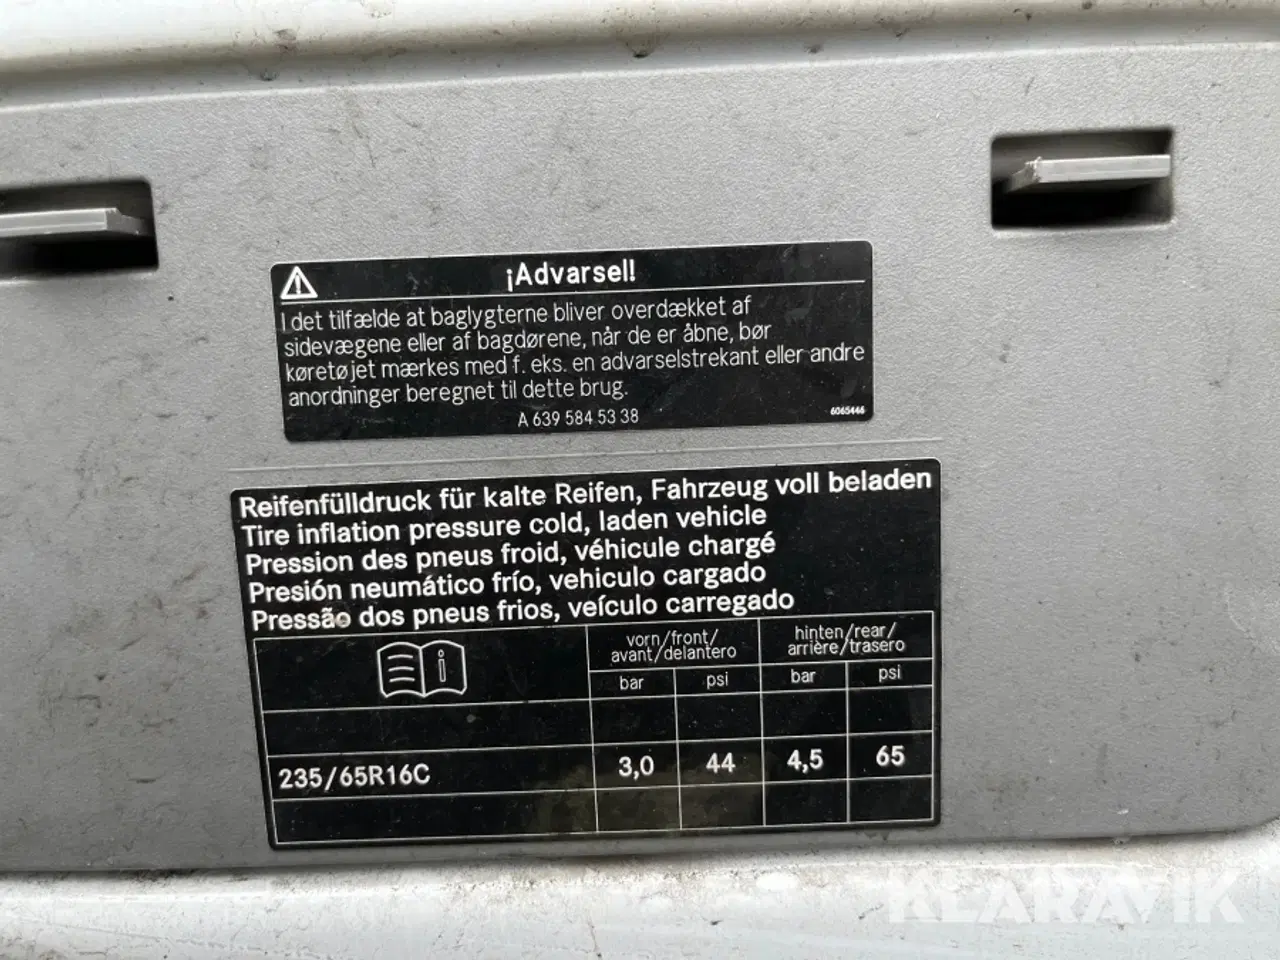 ¡Advarsel!
I det tilfælde at baglygterne bliver overdækket af
sidevægene eller af bagdørene, når de er åbne, bør
køretøjet mærkes med f. eks. en advarselstrekant eller andre
anordninger beregnet til dette brug.
A 639 584 53 38
6065446
Reifenfülldruck für kalte Reifen, Fahrzeug voll beladen
Tire inflation pressure cold, laden vehicle
Pression des pneus froid, véhicule chargé
Presión neumático frío, vehiculo cargado
Pressão dos pneus frios, veículo carregado
vorn/front/
avant/delantero
hinten/rear/
arrière/trasero
bar psi bar psi
235/65R16C 3,0 44 4,5 65
KLARAVIK